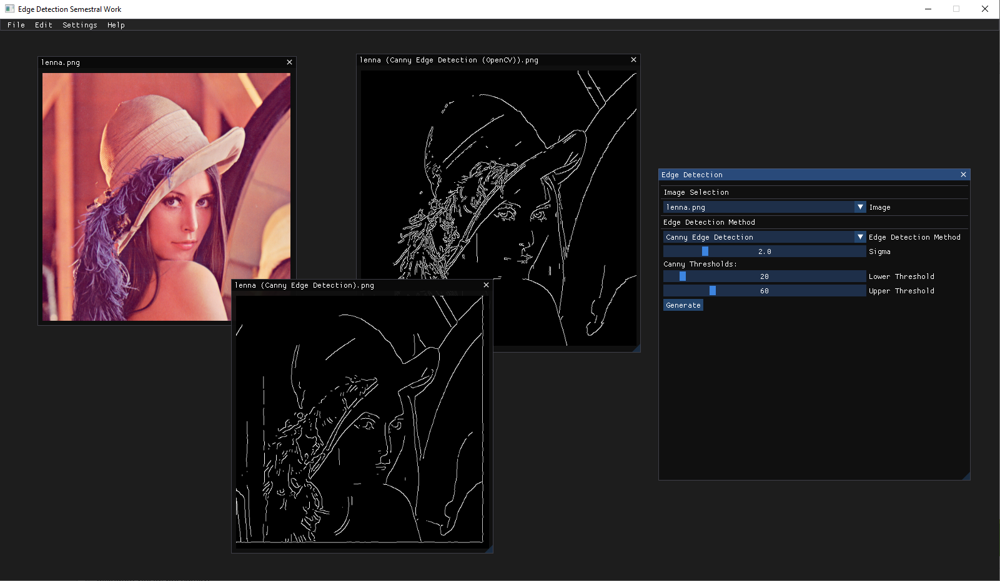 Edge Detection Semestral Work
File Edit Settings Help
lenna.png
lenna (Canny Edge Detection (OpenCV)).png
lenna (Canny Edge Detection).png
Edge Detection
Image Selection
lenna.png Image
Edge Detection Method
Canny Edge Detection Edge Detection Method
2.0 Sigma
Canny Thresholds:
20 Lower Threshold
60 Upper Threshold
Generate